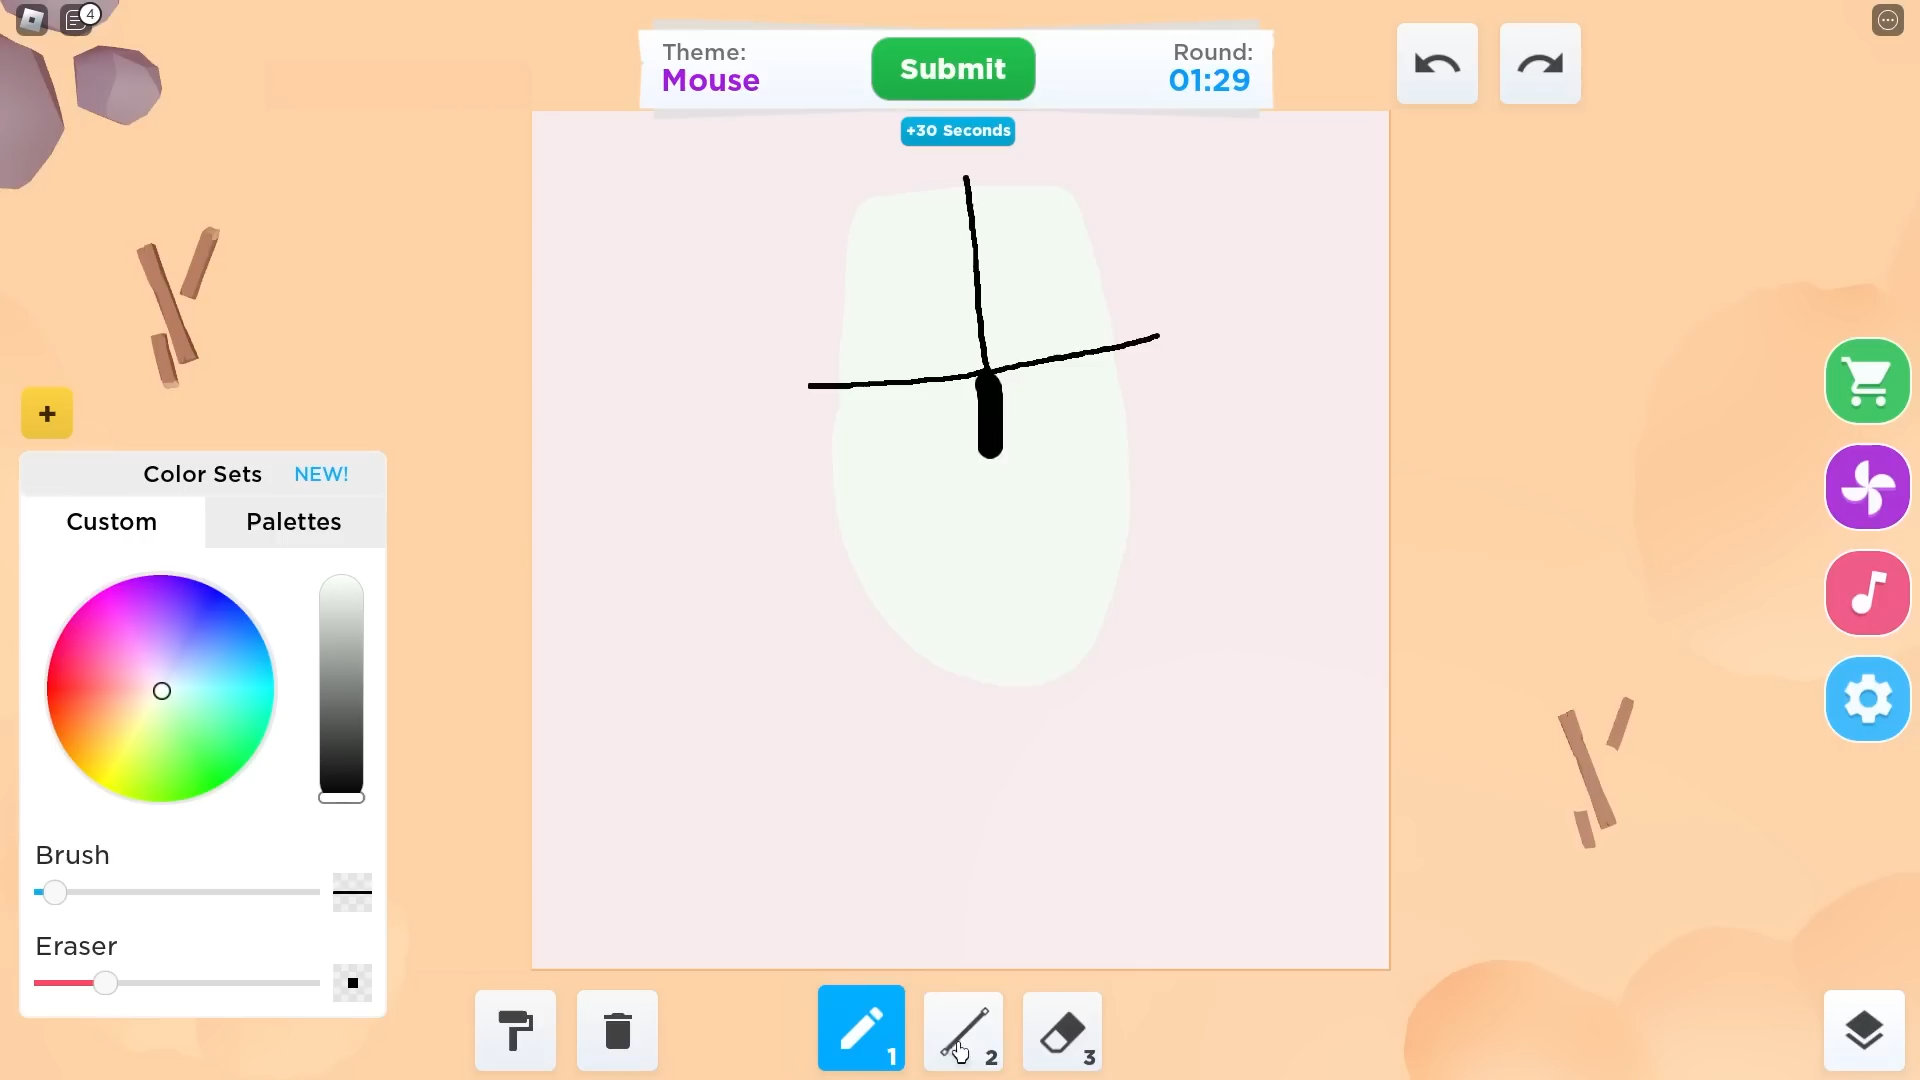 4
Theme:
Mouse
Submit
Round:
01:29
+30 Seconds
+
Color Sets NEW!
Custom
Palettes
Brush
Eraser
1
2
3